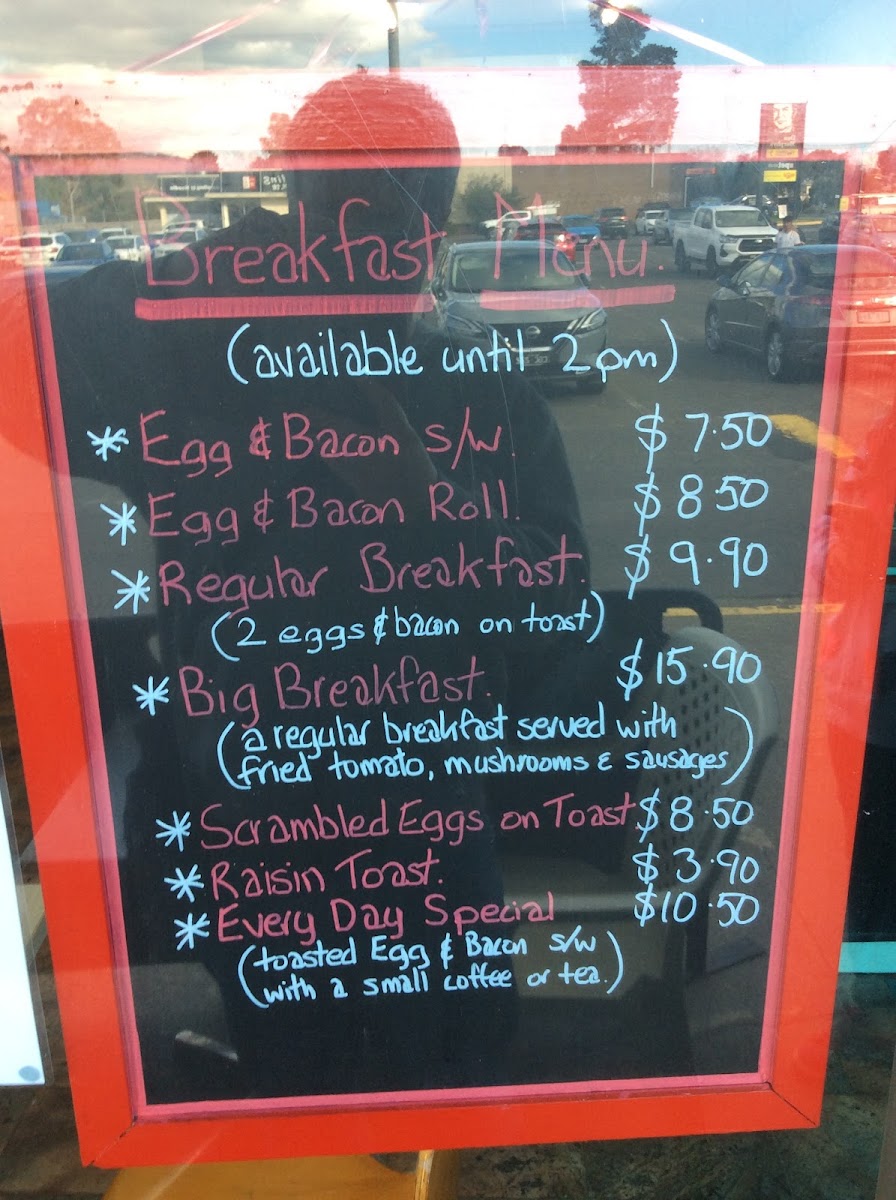 Breakfast Menu.
(available until 2pm)
* Egg & Bacon s/w. $7.50
* Egg & Bacon Roll. $8.50
* Regular Breakfast. $9.90
(2 eggs & bacon on toast)
* Big Breakfast. $15.90
(a regular breakfast served with
fried tomato, mushrooms & sausages)
* Scrambled Eggs on Toast $8.50
* Raisin Toast. $3.90
* Every Day Special $10.50
(toasted Egg & Bacon s/w
with a small coffee or tea.)